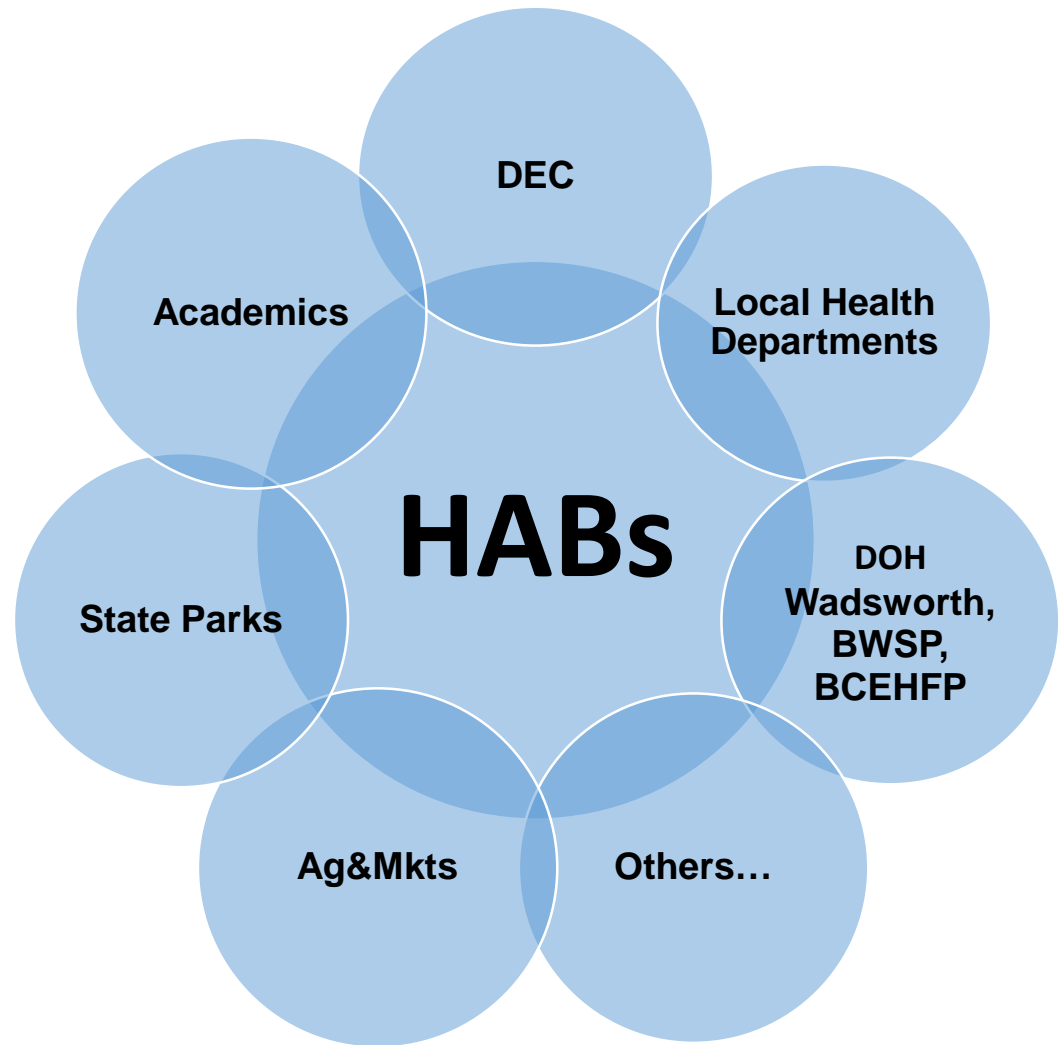 DEC
Academics
Local Health
Departments
HABs
DOH
Wadsworth,
BWSP,
BCEHFP
State Parks
Ag&Mkts
Others…